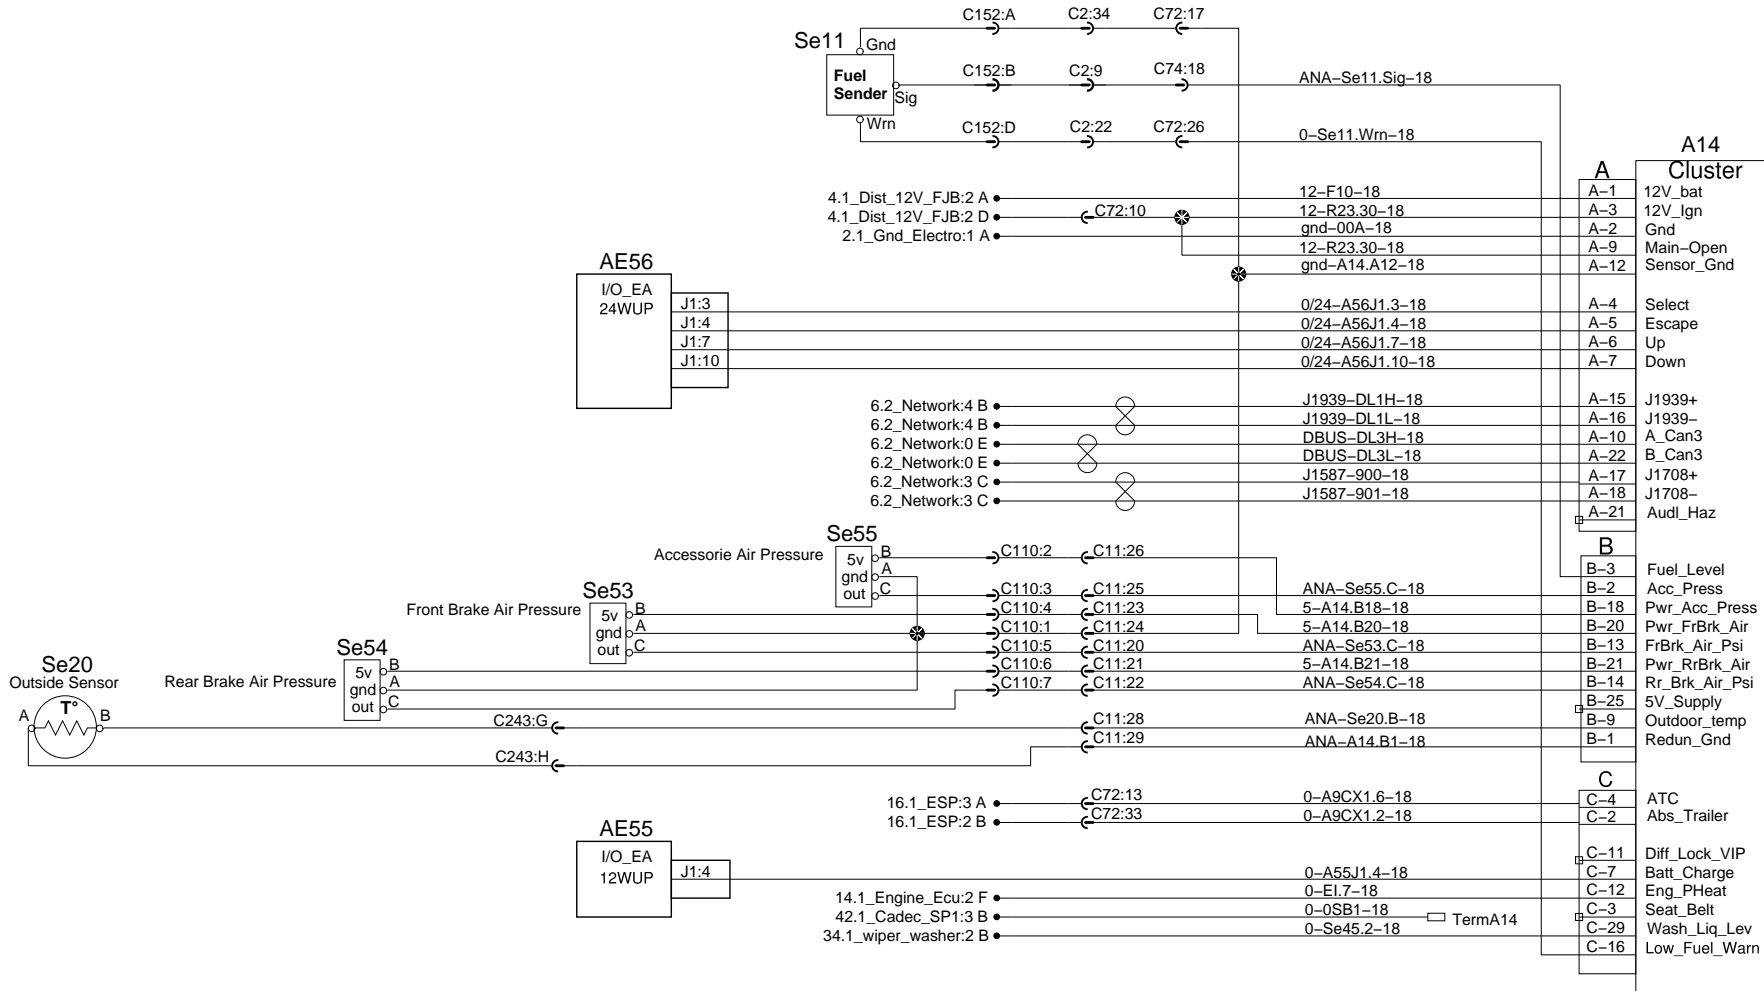 C152:A C2:34 C72:17
Se11
Gnd
Fuel
Sender
Sig
Wrn
C152:B C2:9 C74:18 ANA–Se11.Sig–18
C152:D C2:22 C72:26 0–Se11.Wrn–18
A14
Cluster
A
4.1_Dist_12V_FJB:2 A 12–F10–18 A–1 12V_bat
4.1_Dist_12V_FJB:2 D C72:10 12–R23.30–18 A–3 12V_Ign
2.1_Gnd_Electro:1 A gnd–00A–18 A–2 Gnd
12–R23.30–18 A–9 Main–Open
gnd–A14.A12–18 A–12 Sensor_Gnd
AE56
I/O_EA
24WUP
J1:3 0/24–A56J1.3–18 A–4 Select
J1:4 0/24–A56J1.4–18 A–5 Escape
J1:7 0/24–A56J1.7–18 A–6 Up
J1:10 0/24–A56J1.10–18 A–7 Down
6.2_Network:4 B J1939–DL1H–18 A–15 J1939+
6.2_Network:4 B J1939–DL1L–18 A–16 J1939–
6.2_Network:0 E DBUS–DL3H–18 A–10 A_Can3
6.2_Network:0 E DBUS–DL3L–18 A–22 B_Can3
6.2_Network:3 C J1587–900–18 A–17 J1708+
6.2_Network:3 C J1587–901–18 A–18 J1708–
A–21 Audl_Haz
B
Se55
Accessorie Air Pressure
5v B
gnd A
out C
C110:2 C11:26
B–3 Fuel_Level
C110:3 C11:25 ANA–Se55.C–18 B–2 Acc_Press
Se53
Front Brake Air Pressure
5v B
gnd A
out C
C110:4 C11:23 5–A14.B18–18 B–18 Pwr_Acc_Press
C110:1 C11:24 5–A14.B20–18 B–20 Pwr_FrBrk_Air
C110:5 C11:20 ANA–Se53.C–18 B–13 FrBrk_Air_Psi
Se54
Rear Brake Air Pressure
5v B
gnd A
out C
C110:6 C11:21 5–A14.B21–18 B–21 Pwr_RrBrk_Air
C110:7 C11:22 ANA–Se54.C–18 B–14 Rr_Brk_Air_Psi
B–25 5V_Supply
Se20
Outside Sensor
T°
A B
C243:G C11:28 ANA–Se20.B–18 B–9 Outdoor_temp
C243:H C11:29 ANA–A14.B1–18 B–1 Redun_Gnd
C
16.1_ESP:3 A C72:13 0–A9CX1.6–18 C–4 ATC
16.1_ESP:2 B C72:33 0–A9CX1.2–18 C–2 Abs_Trailer
AE55
I/O_EA
12WUP
C–11 Diff_Lock_VIP
J1:4 0–A55J1.4–18 C–7 Batt_Charge
14.1_Engine_Ecu:2 F 0–EI.7–18 C–12 Eng_PHeat
42.1_Cadec_SP1:3 B 0–0SB1–18 TermA14 C–3 Seat_Belt
34.1_wiper_washer:2 B 0–Se45.2–18 C–29 Wash_Liq_Lev
C–16 Low_Fuel_Warn